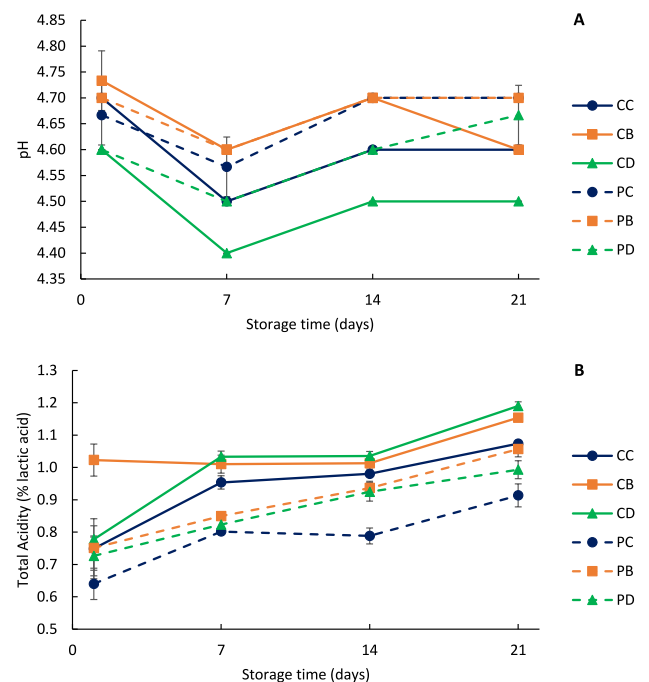 A
4.85
4.80
4.75
4.70
4.65
4.60
4.55
4.50
4.45
4.40
4.35
pH
0 7 14 21
Storage time (days)
CC
CB
CD
PC
PB
PD
B
1.3
1.2
1.1
1.0
0.9
0.8
0.7
0.6
0.5
Total Acidity (% lactic acid)
0 7 14 21
Storage time (days)
CC
CB
CD
PC
PB
PD